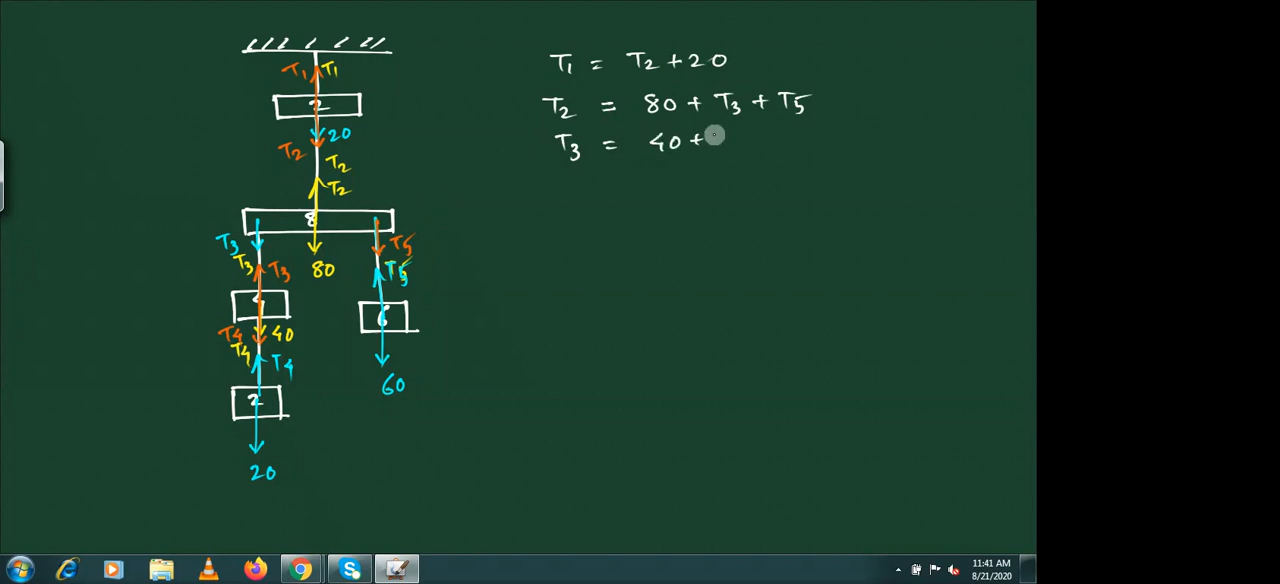 T₁ T₁
2
20
T₂
T₂
T₂
8
T₃ T₅
T₃ T₃ 80 T₅
4
6
T₄ 40
T₄ T₄
60
2
20
T₁ = T₂ + 20
T₂ = 80 + T₃ + T₅
T₃ = 40 +
11:41 AM
8/21/2020